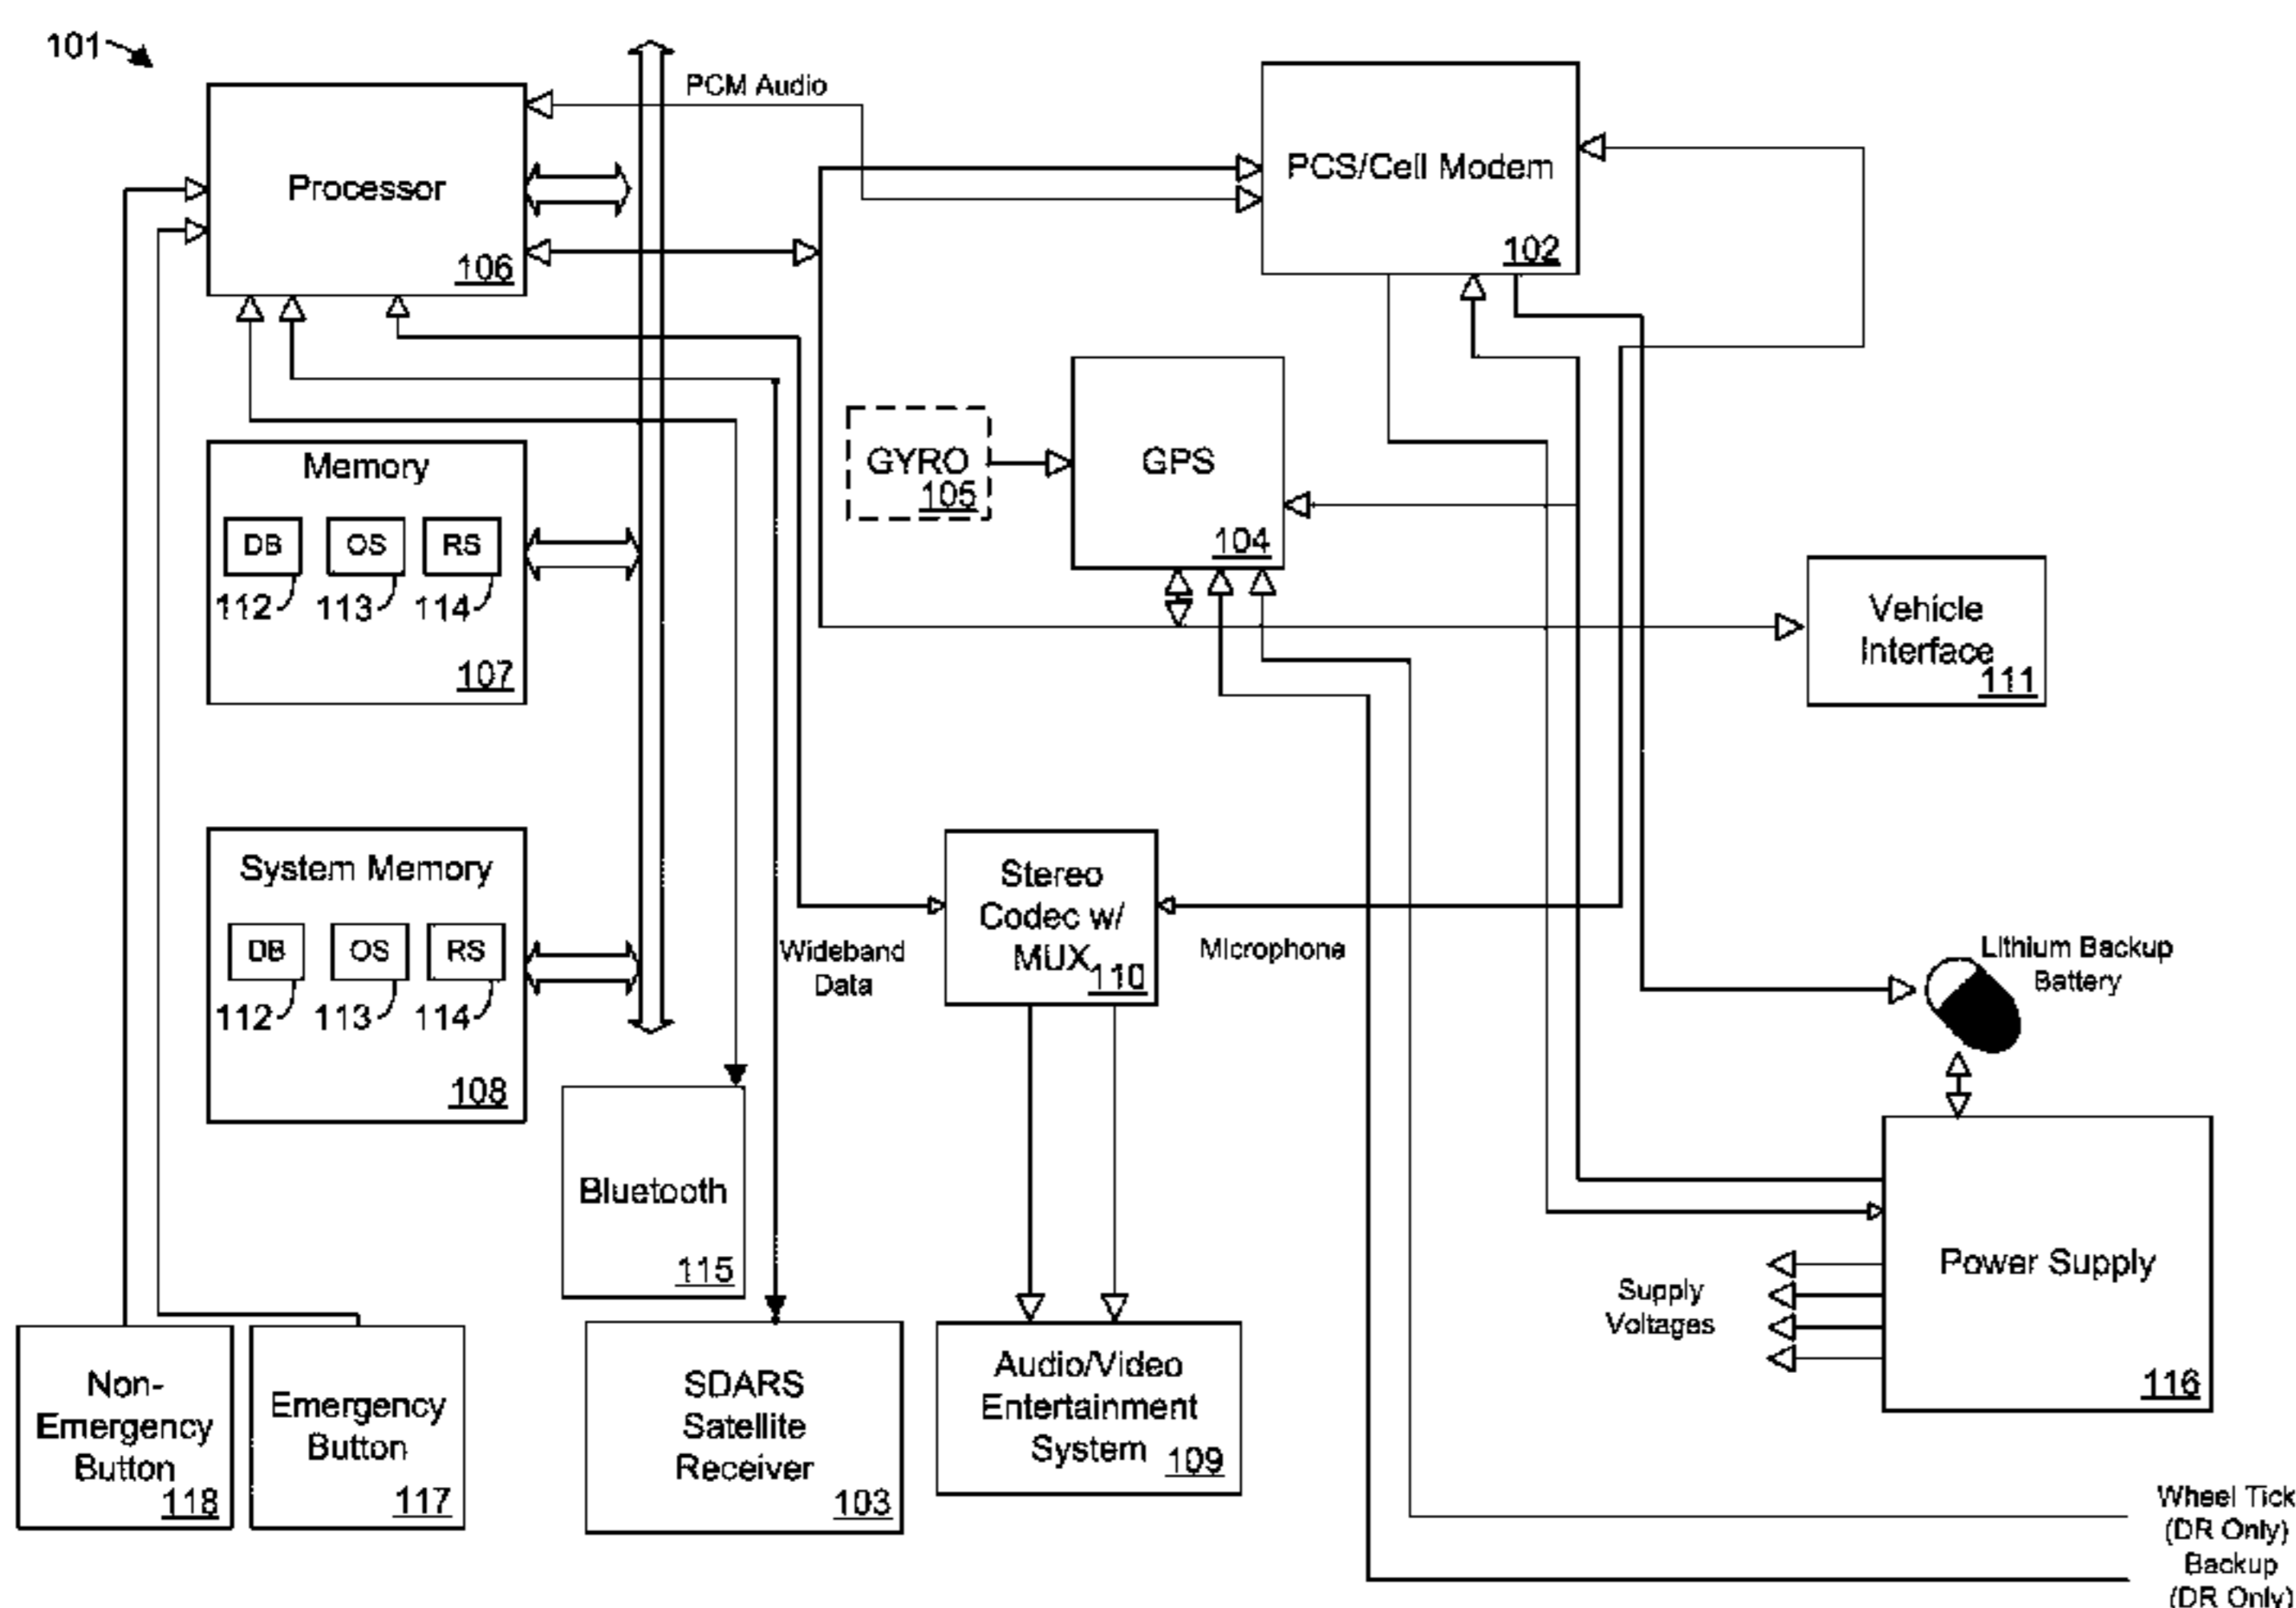 101
PCM Audio
Processor
106
PCS/Cell Modem
102
GYRO
105
GPS
104
Memory
DB
OS
RS
112
113
114
107
Vehicle
Interface
111
System Memory
DB
OS
RS
112
113
114
108
Wideband
Data
Stereo
Codec w/
MUX
110
Microphone
Lithium Backup
Battery
Bluetooth
115
Supply
Voltages
Power Supply
116
Non-
Emergency
Button
118
Emergency
Button
117
SDARS
Satellite
Receiver
103
Audio/Video
Entertainment
System
109
Wheel Tick
(DR Only)
Backup
(DR Only)